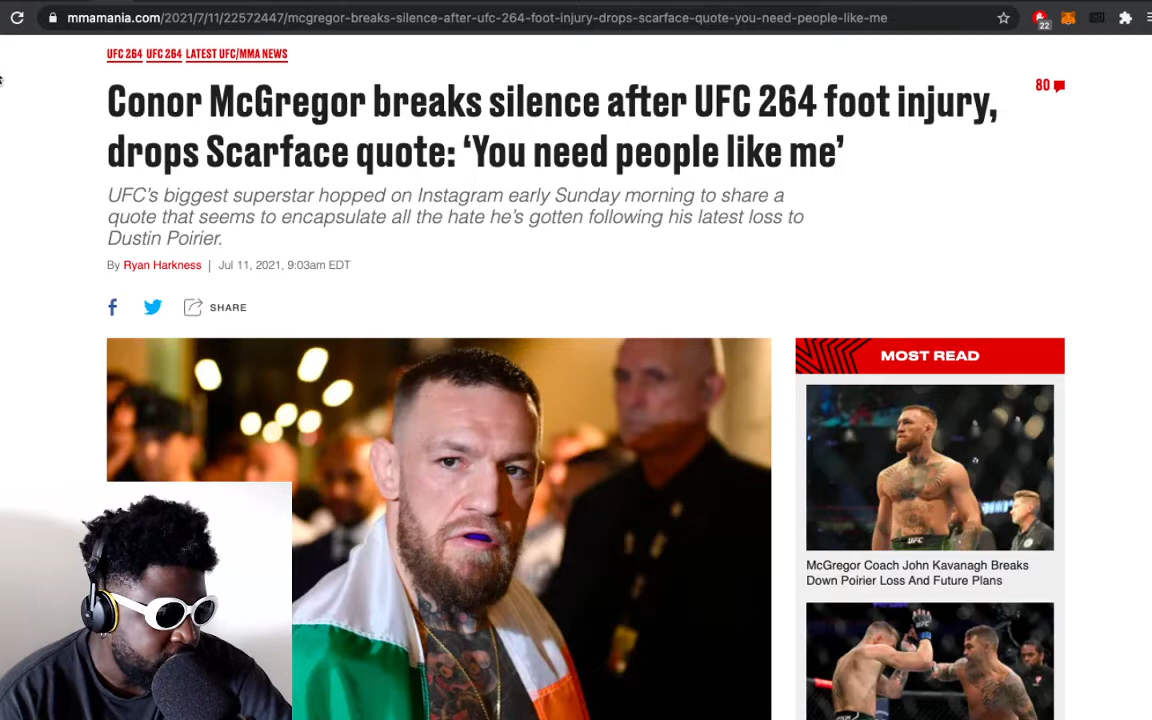 mmamania.com/2021/7/11/22572447/mcgregor-breaks-silence-after-ufc-264-foot-injury-drops-scarface-quote-you-need-people-like-me
22
UFC 264 UFC 264 LATEST UFC/MMA NEWS
Conor McGregor breaks silence after UFC 264 foot injury,
drops Scarface quote: ‘You need people like me’
80
UFC’s biggest superstar hopped on Instagram early Sunday morning to share a
quote that seems to encapsulate all the hate he’s gotten following his latest loss to
Dustin Poirier.
By Ryan Harkness | Jul 11, 2021, 9:03am EDT
SHARE
MOST READ
UFC
McGregor Coach John Kavanagh Breaks
Down Poirier Loss And Future Plans